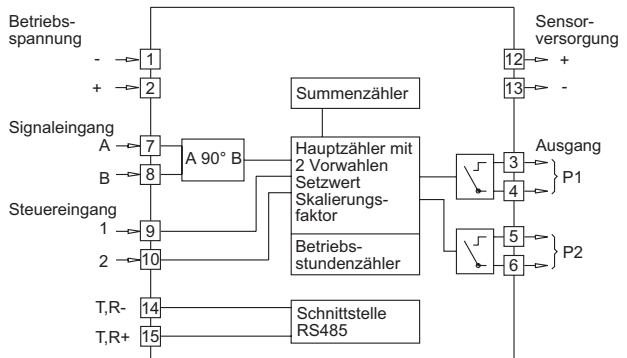 Betriebs-
spannung
- 1
+ 2
Signaleingang
A 7
B 8
A 90° B
Steuereingang
1 9
2 10
T,R- 14
T,R+ 15
Summenzähler
Hauptzähler mit
2 Vorwahlen
Setzwert
Skalierungs-
faktor
Betriebs-
stundenzähler
Schnittstelle
RS485
Sensor-
versorgung
12 +
13 -
Ausgang
3
4
P1
5
6
P2